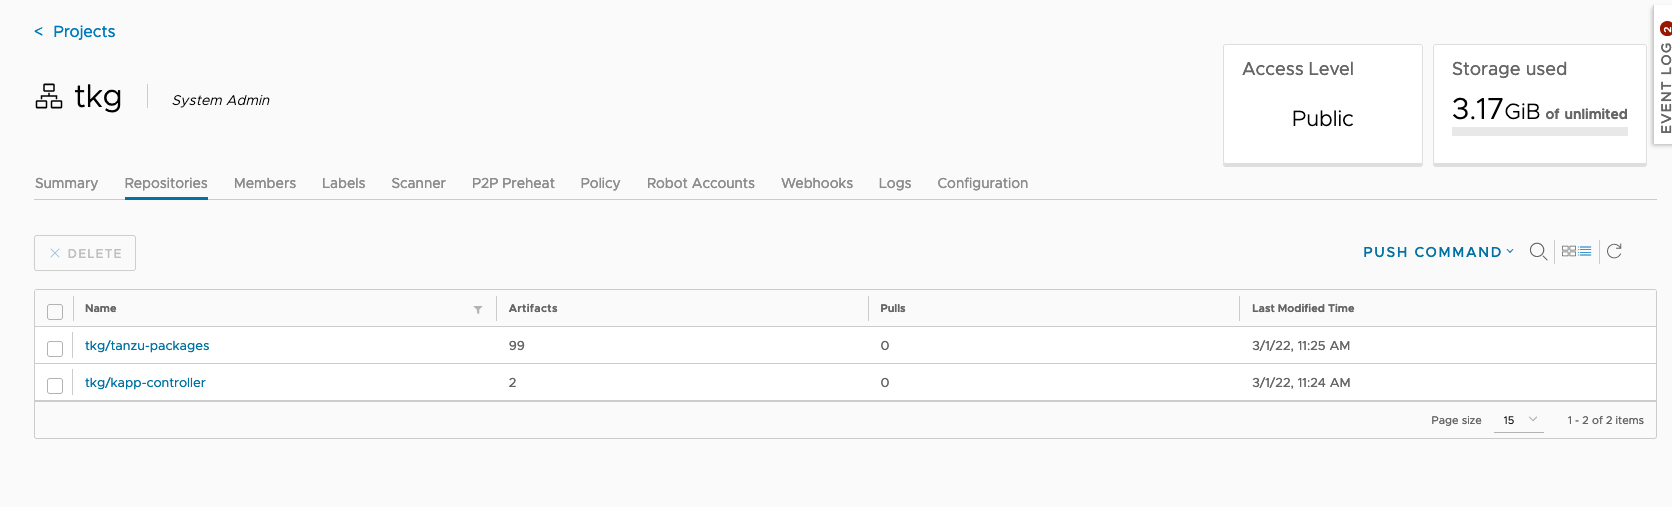 < Projects
tkg
System Admin
Access Level
Public
Storage used
3.17GiB of unlimited
EVENT LOG 2
Summary Repositories Members Labels Scanner P2P Preheat Policy Robot Accounts Webhooks Logs Configuration
DELETE
PUSH COMMAND
Name Artifacts Pulls Last Modified Time
tkg/tanzu-packages 99 0 3/1/22, 11:25 AM
tkg/kapp-controller 2 0 3/1/22, 11:24 AM
Page size 15 1 - 2 of 2 items